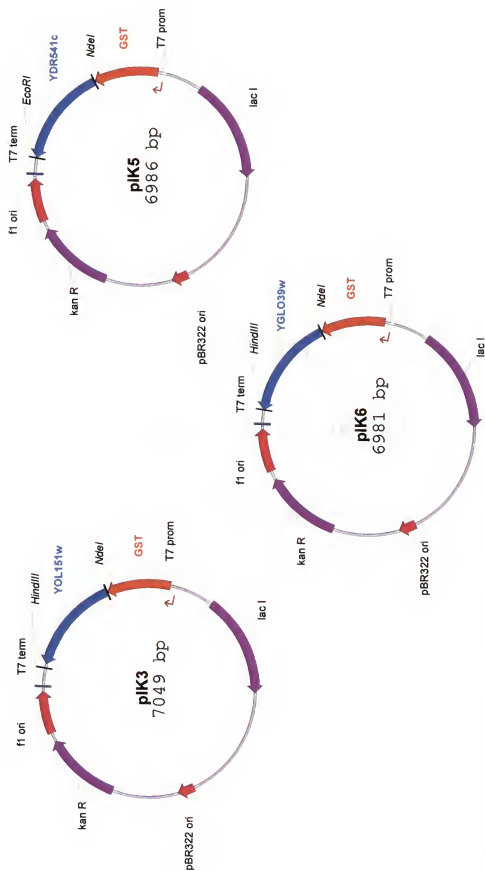 T7 term
HindIII
YOL151w
NdeI
GST
T7 prom
lac I
pBR322 ori
kan R
f1 ori
pIK3
7049 bp
T7 term
EcoRI
YDR541c
NdeI
GST
T7 prom
lac I
pBR322 ori
kan R
f1 ori
pIK5
6986 bp
T7 term
HindIII
YGLO39w
NdeI
GST
T7 prom
lac I
pBR322 ori
kan R
f1 ori
pIK6
6981 bp